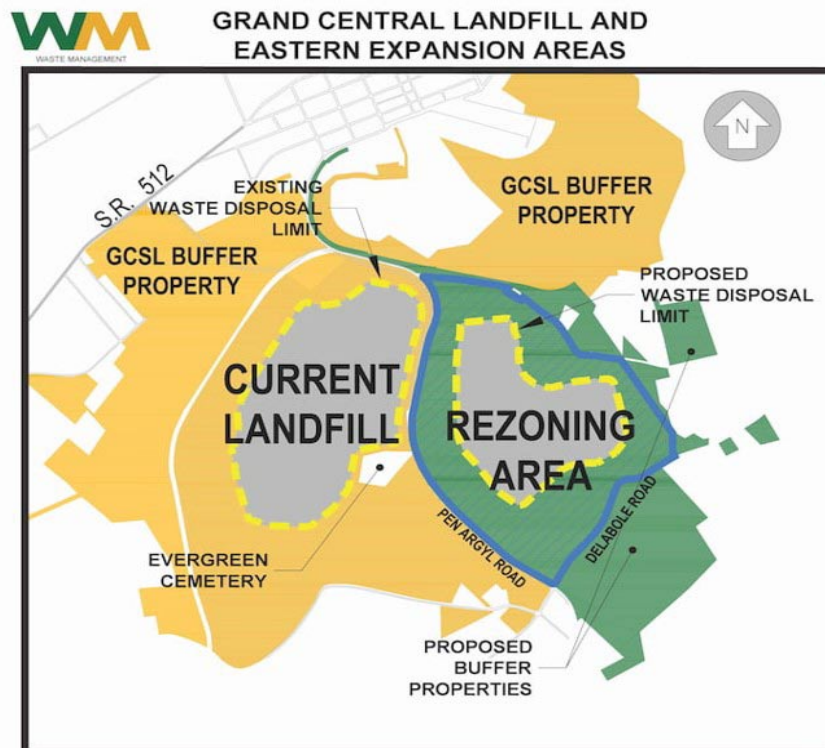 WM
WASTE MANAGEMENT
GRAND CENTRAL LANDFILL AND
EASTERN EXPANSION AREAS
N
S.R. 512
EXISTING
WASTE DISPOSAL
LIMIT
GCSL BUFFER
PROPERTY
GCSL BUFFER
PROPERTY
PROPOSED
WASTE DISPOSAL
LIMIT
CURRENT
LANDFILL
REZONING
AREA
PEN ARGYL ROAD
DELABOLE ROAD
EVERGREEN
CEMETERY
PROPOSED
BUFFER
PROPERTIES